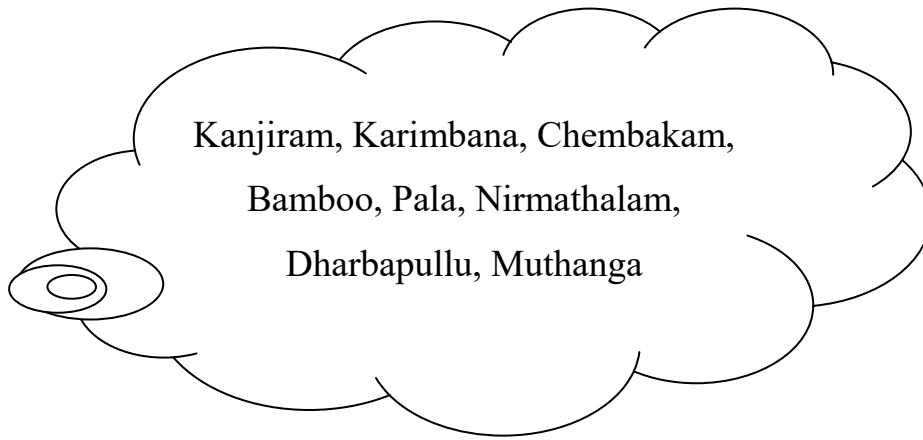 Kanjiram, Karimbana, Chembakam,
Bamboo, Pala, Nirmathalam,
Dharbapullu, Muthanga